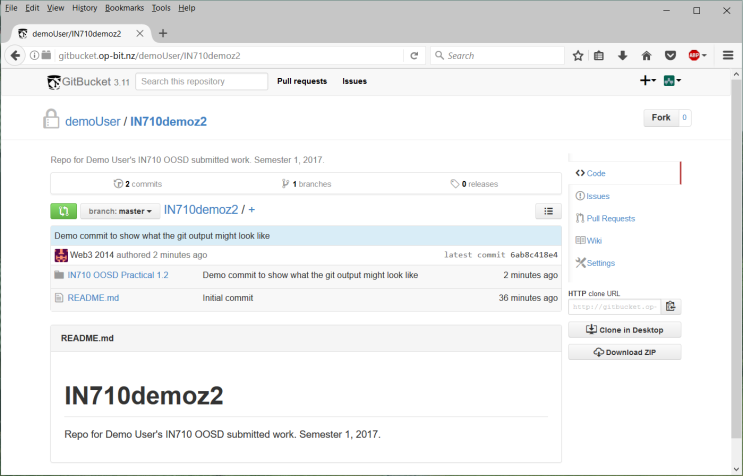 File Edit View History Bookmarks Tools Help
demoUser/IN710demoz2
gitbucket.op-bit.nz/demoUser/IN710demoz2
Search
ABP
GitBucket 3.11
Search this repository
Pull requests
Issues
demoUser / IN710demoz2
Fork 0
Repo for Demo User's IN710 OOSD submitted work. Semester 1, 2017.
2 commits
1 branches
0 releases
branch: master
IN710demoz2 / +
Demo commit to show what the git output might look like
Web3 2014 authored 2 minutes ago
latest commit 6ab8c418e4
IN710 OOSD Practical 1.2 Demo commit to show what the git output might look like 2 minutes ago
README.md Initial commit 36 minutes ago
README.md
IN710demoz2
Repo for Demo User's IN710 OOSD submitted work. Semester 1, 2017.
Code
Issues
Pull Requests
Wiki
Settings
HTTP clone URL
http://gitbucket.op-
Clone in Desktop
Download ZIP